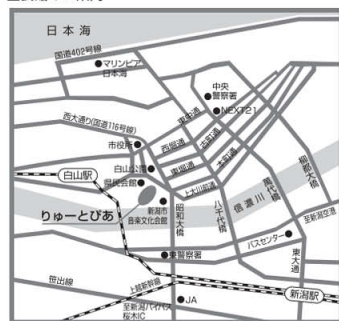 日本海
国道402号線
マリンピア
日本海
中央
警察署
NEXT21
西大通り(国道116号線)
東中通
古町通
本町通
市役所
西堀通
東堀通
上大川前通
白山公園
県民会館
白山駅
りゅーとぴあ
新潟市
音楽文化会館
昭和大橋
八千代橋
信濃川
萬代橋
柳都大橋
至新潟空港
バスセンター
東大通
東警察署
上越新幹線
笹出線
新潟駅
JA
至新潟バイパス
桜木IC